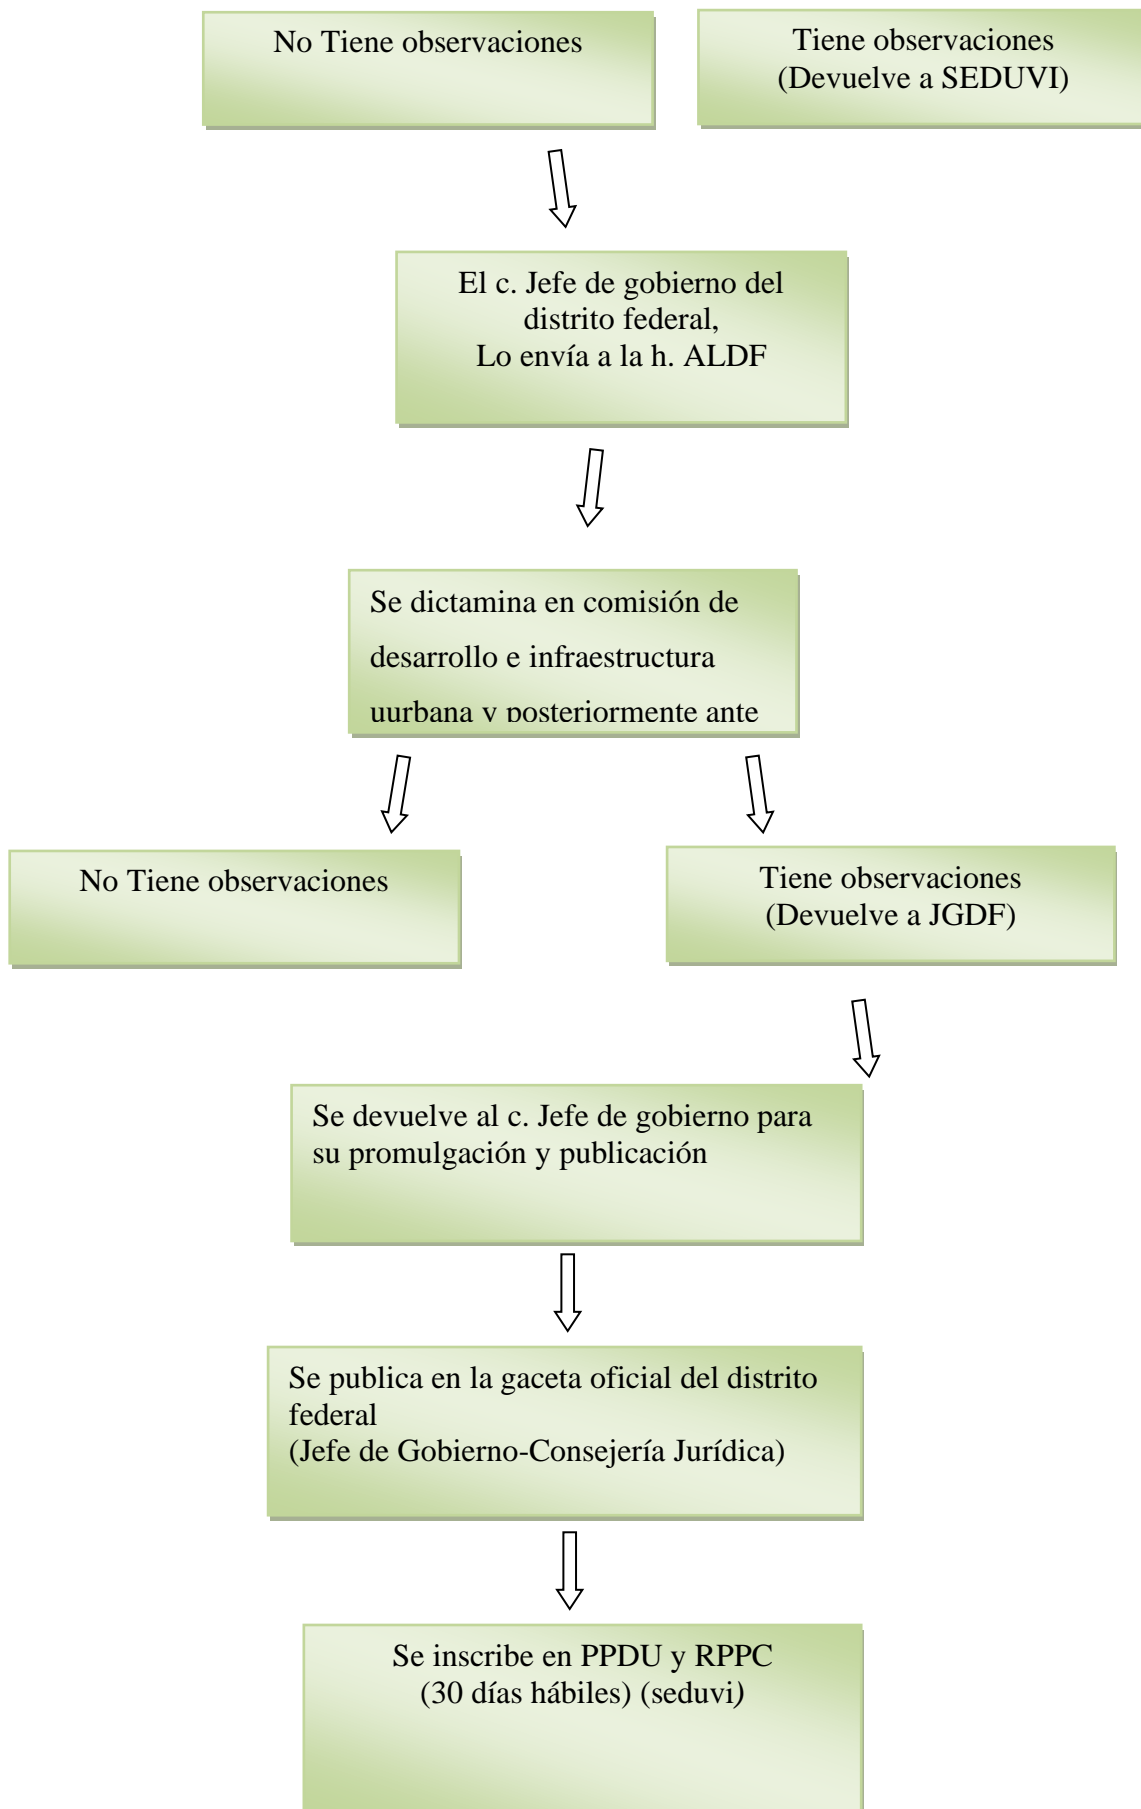 No Tiene observaciones
Tiene observaciones
(Devuelve a SEDUVI)
El c. Jefe de gobierno del
distrito federal,
Lo envía a la h. ALDF
Se dictamina en comisión de
desarrollo e infraestructura
uurbana y posteriormente ante
No Tiene observaciones
Tiene observaciones
(Devuelve a JGDF)
Se devuelve al c. Jefe de gobierno para
su promulgación y publicación
Se publica en la gaceta oficial del distrito
federal
(Jefe de Gobierno-Consejería Jurídica)
Se inscribe en PPDU y RPPC
(30 días hábiles) (seduvi)